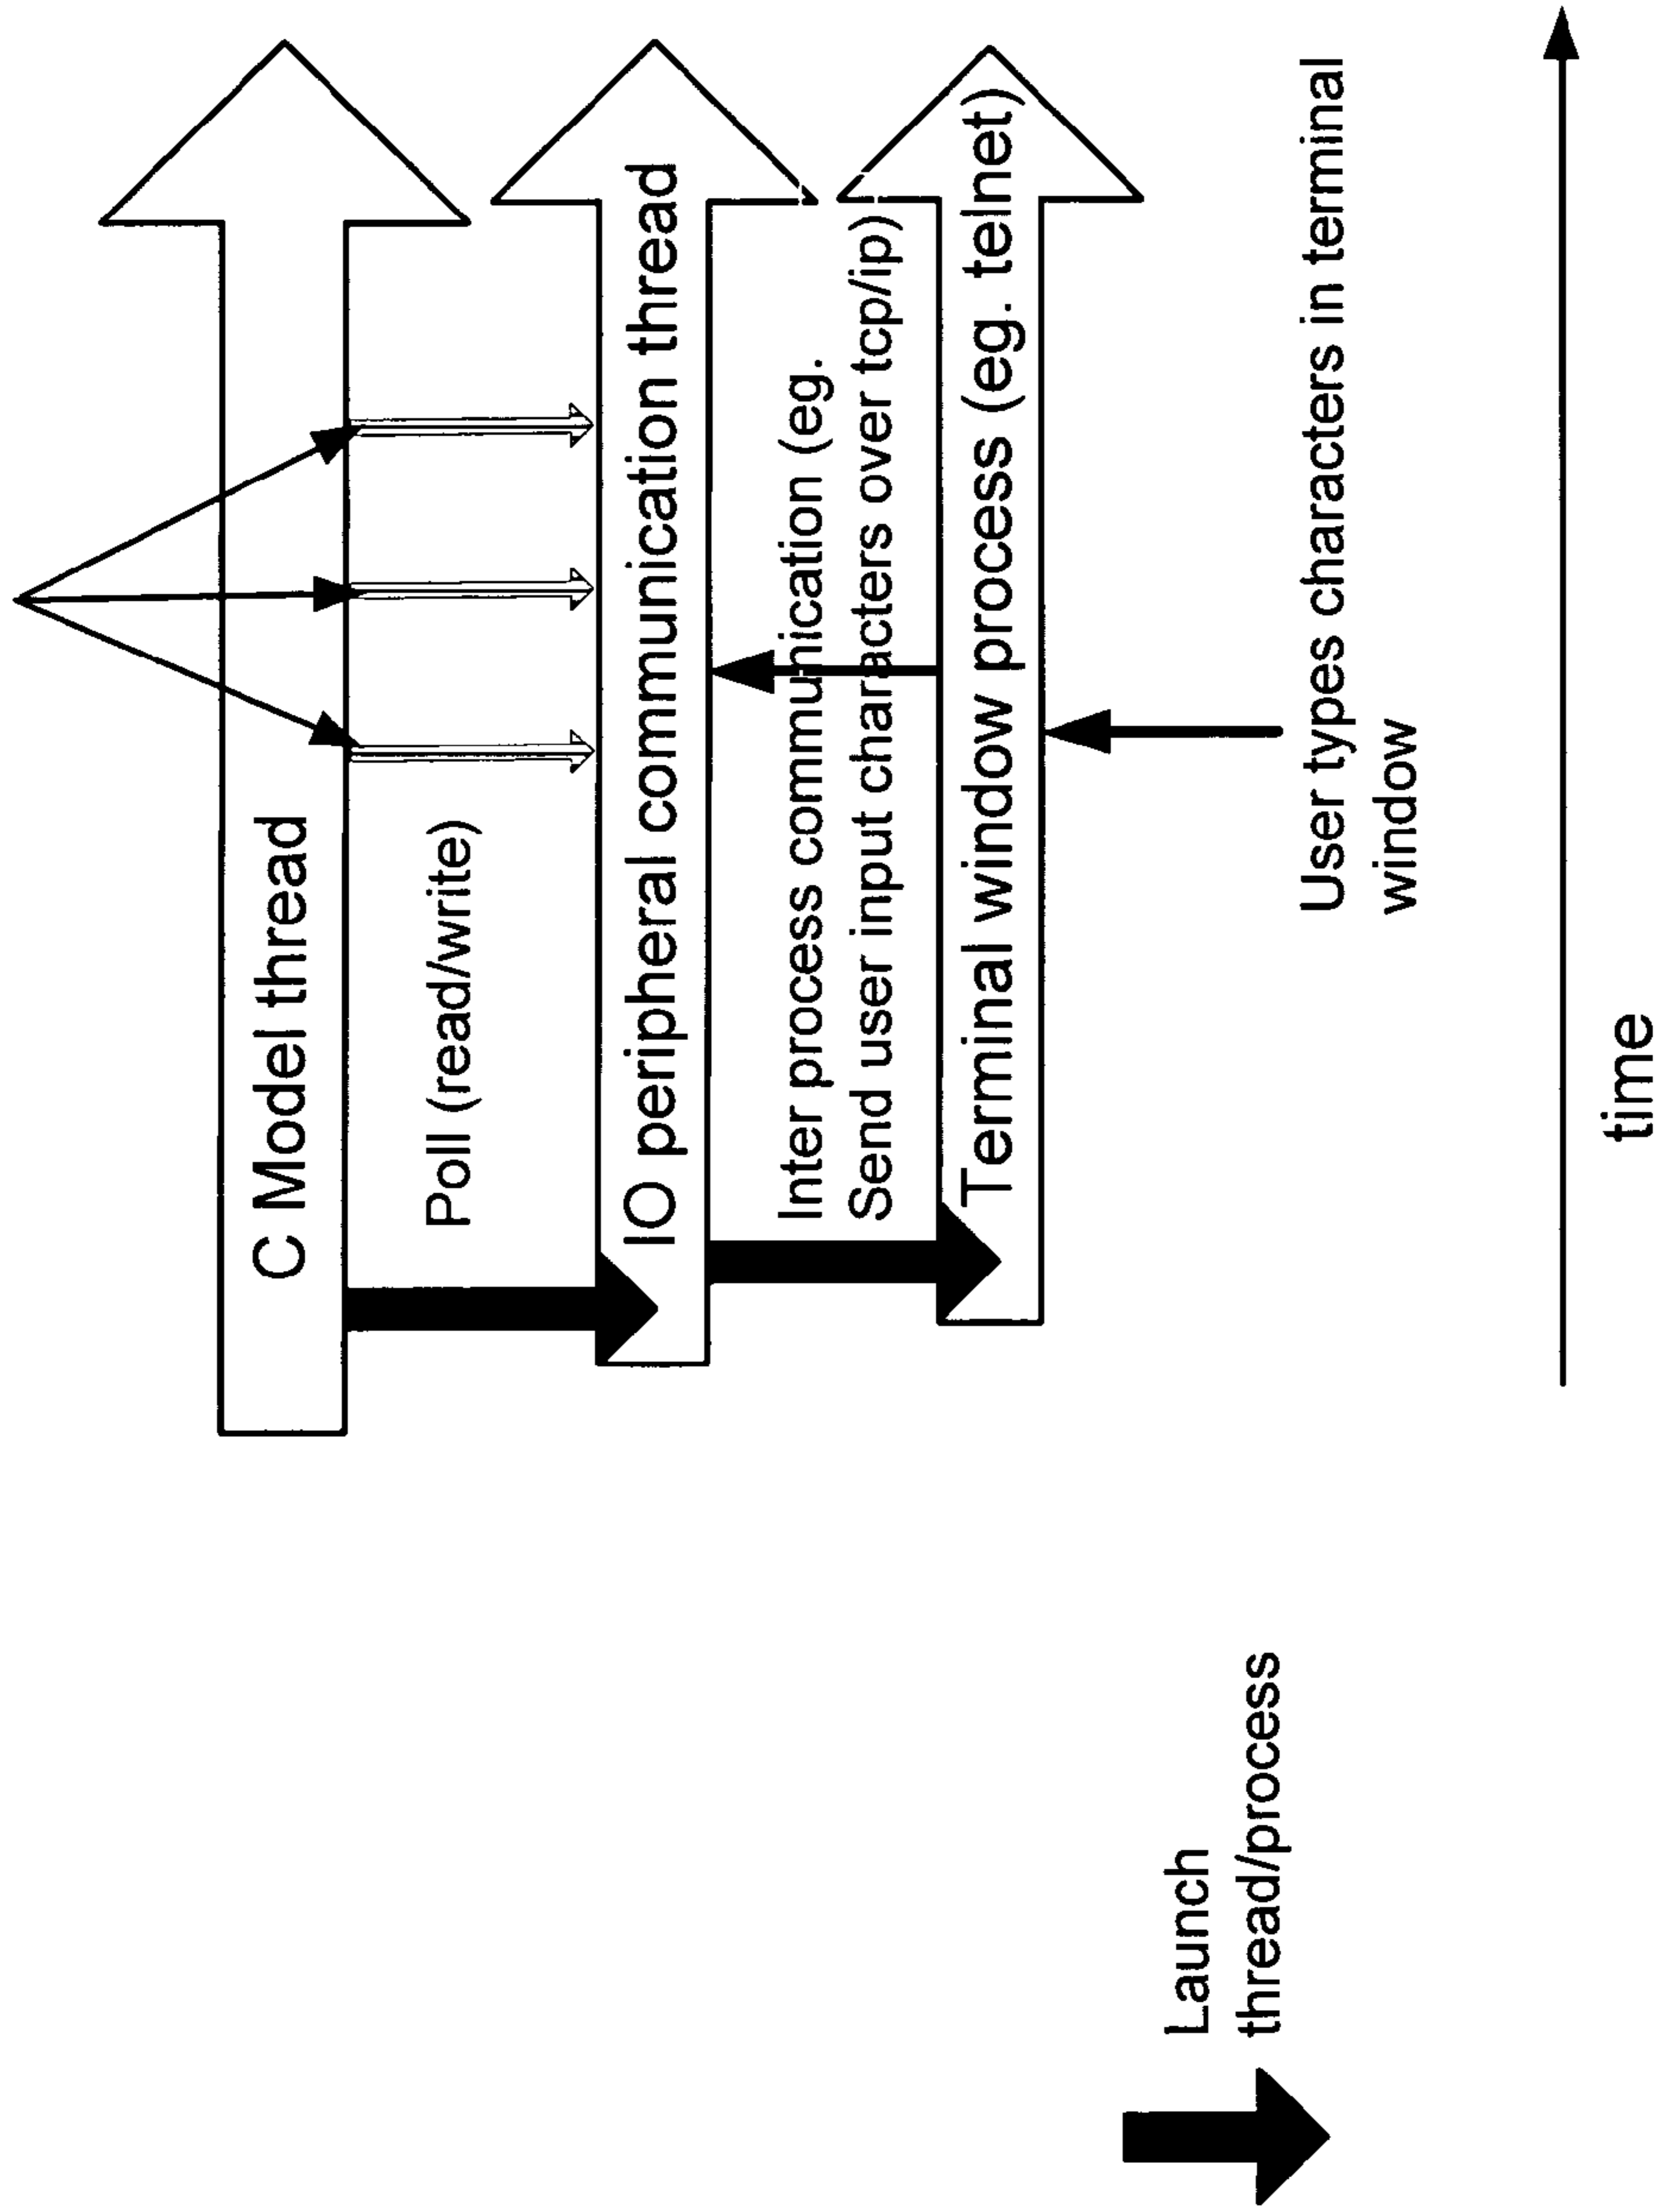 C Model thread
Poll (read/write)
IO peripheral communication thread
Inter process communication (eg.
Send user input characters over tcp/ip)
Terminal window process (eg. telnet)
User types characters in terminal
window
time
Launch
thread/process